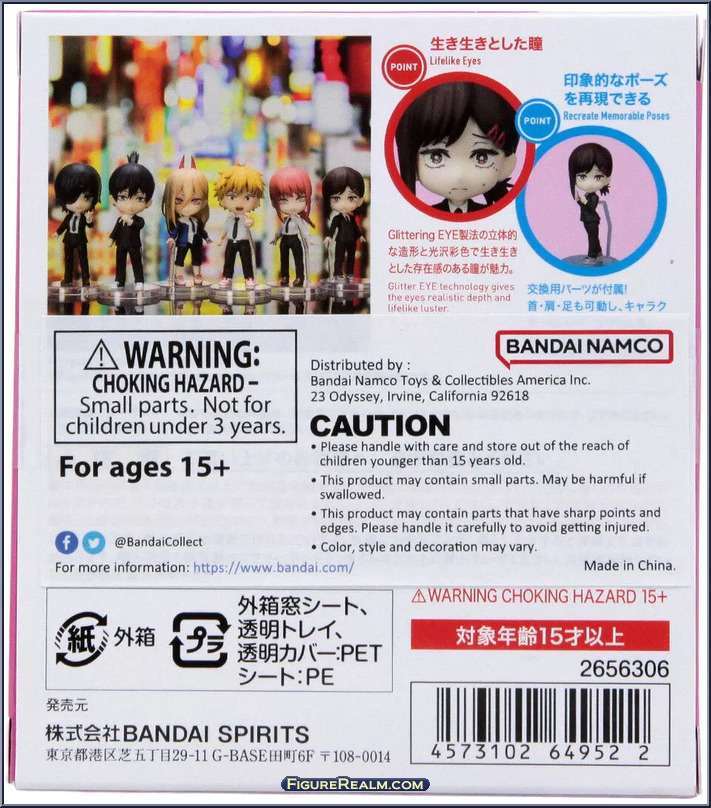 POINT
生き生きとした瞳
Lifelike Eyes
POINT
印象的なポーズ
を再現できる
Recreate Memorable Poses
Glittering EYE製法の立体的
な造形と光沢彩色で生き生き
とした存在感のある瞳が魅力。
Glitter EYE technology gives
the eyes realistic depth and
lifelike luster.
交換用パーツが付属!
首・肩・足も可動し、キャラク
⚠WARNING:
CHOKING HAZARD –
Small parts. Not for
children under 3 years.
For ages 15+
@BandaiCollect
For more information: https://www.bandai.com/
BANDAI NAMCO
Distributed by :
Bandai Namco Toys & Collectibles America Inc.
23 Odyssey, Irvine, California 92618
CAUTION
• Please handle with care and store out of the reach of
children younger than 15 years old.
• This product may contain small parts. May be harmful if
swallowed.
• This product may contain parts that have sharp points and
edges. Please handle it carefully to avoid getting injured.
• Color, style and decoration may vary.
Made in China.
紙 外箱
プラ
外箱窓シート、
透明トレイ、
透明カバー:PET
シート:PE
⚠WARNING CHOKING HAZARD 15+
対象年齢15才以上
2656306
4573102 64952 2
発売元
株式会社BANDAI SPIRITS
東京都港区芝五丁目29-11 G-BASE田町6F 〒108-0014
FIGUREREALM.COM